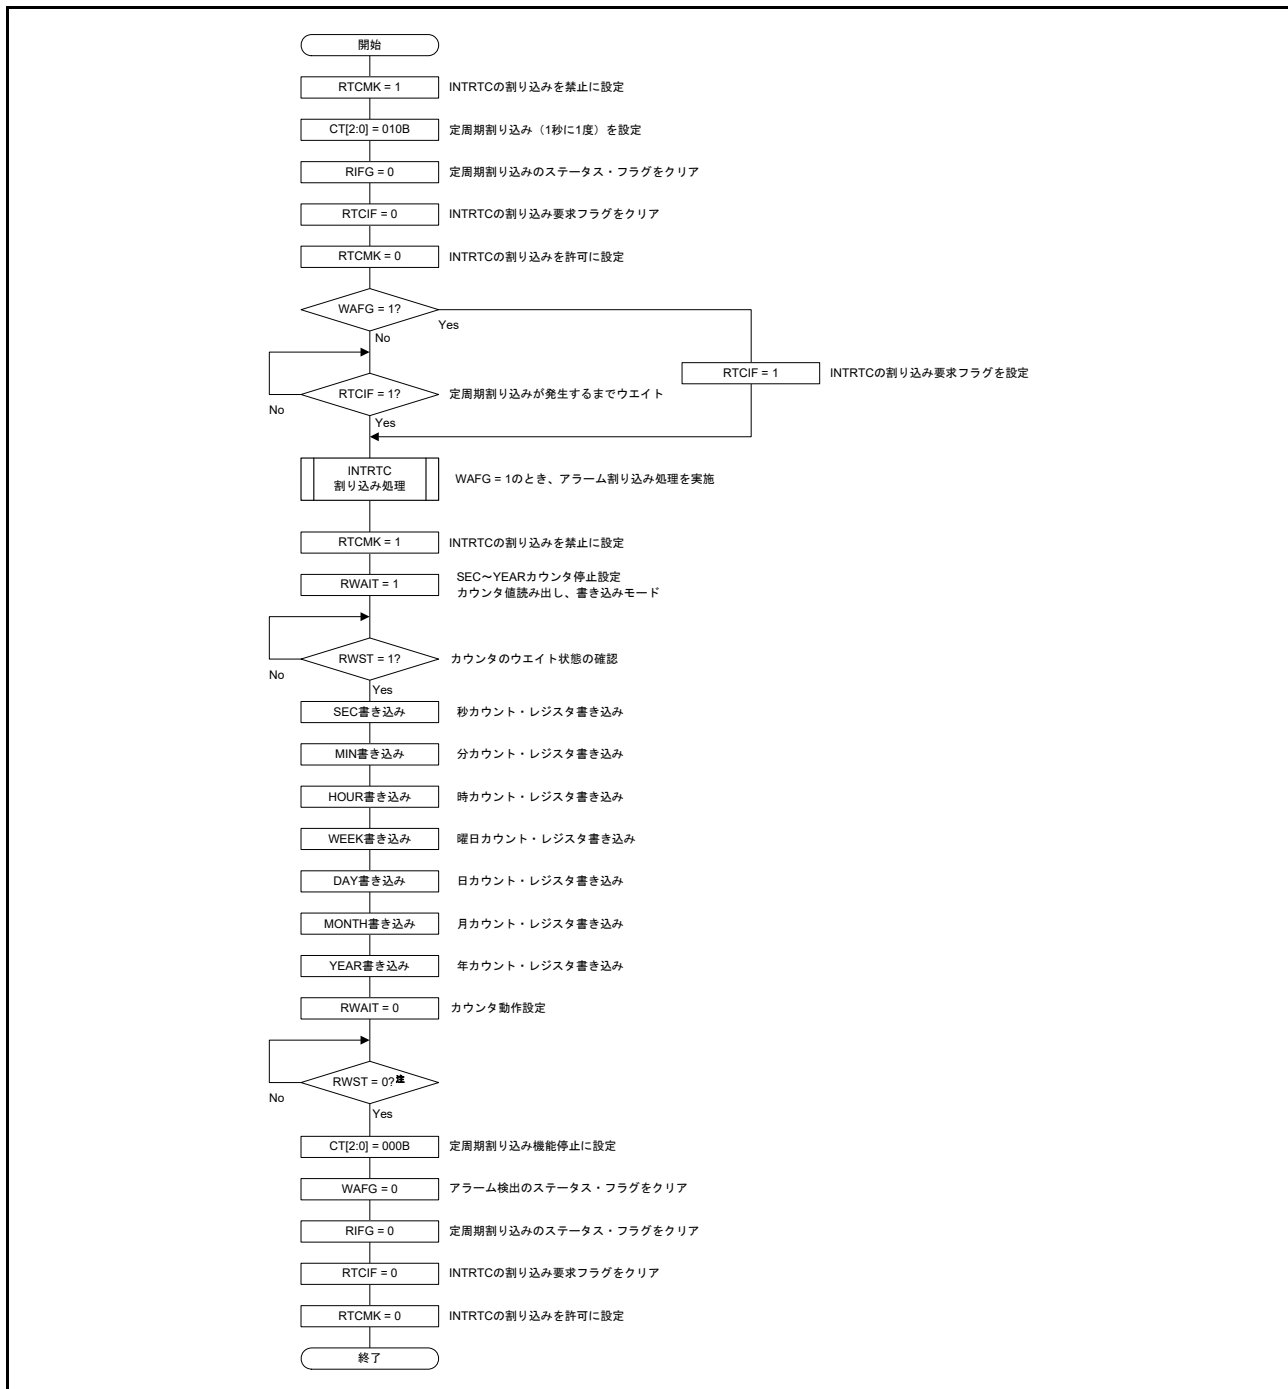 開始
RTCMK = 1
INTRTCの割り込みを禁止に設定
CT[2:0] = 010B
定周期割り込み（1秒に1度）を設定
RIFG = 0
定周期割り込みのステータス・フラグをクリア
RTCIF = 0
INTRTCの割り込み要求フラグをクリア
RTCMK = 0
INTRTCの割り込みを許可に設定
WAFG = 1?
Yes
No
RTCIF = 1
INTRTCの割り込み要求フラグを設定
RTCIF = 1?
定周期割り込みが発生するまでウエイト
No
Yes
INTRTC
割り込み処理
WAFG = 1のとき、アラーム割り込み処理を実施
RTCMK = 1
INTRTCの割り込みを禁止に設定
RWAIT = 1
SEC～YEARカウンタ停止設定
カウンタ値読み出し、書き込みモード
RWST = 1?
カウンタのウエイト状態の確認
No
Yes
SEC書き込み
秒カウント・レジスタ書き込み
MIN書き込み
分カウント・レジスタ書き込み
HOUR書き込み
時カウント・レジスタ書き込み
WEEK書き込み
曜日カウント・レジスタ書き込み
DAY書き込み
日カウント・レジスタ書き込み
MONTH書き込み
月カウント・レジスタ書き込み
YEAR書き込み
年カウント・レジスタ書き込み
RWAIT = 0
カウンタ動作設定
RWST = 0?注
No
Yes
CT[2:0] = 000B
定周期割り込み機能停止に設定
WAFG = 0
アラーム検出のステータス・フラグをクリア
RIFG = 0
定周期割り込みのステータス・フラグをクリア
RTCIF = 0
INTRTCの割り込み要求フラグをクリア
RTCMK = 0
INTRTCの割り込みを許可に設定
終了